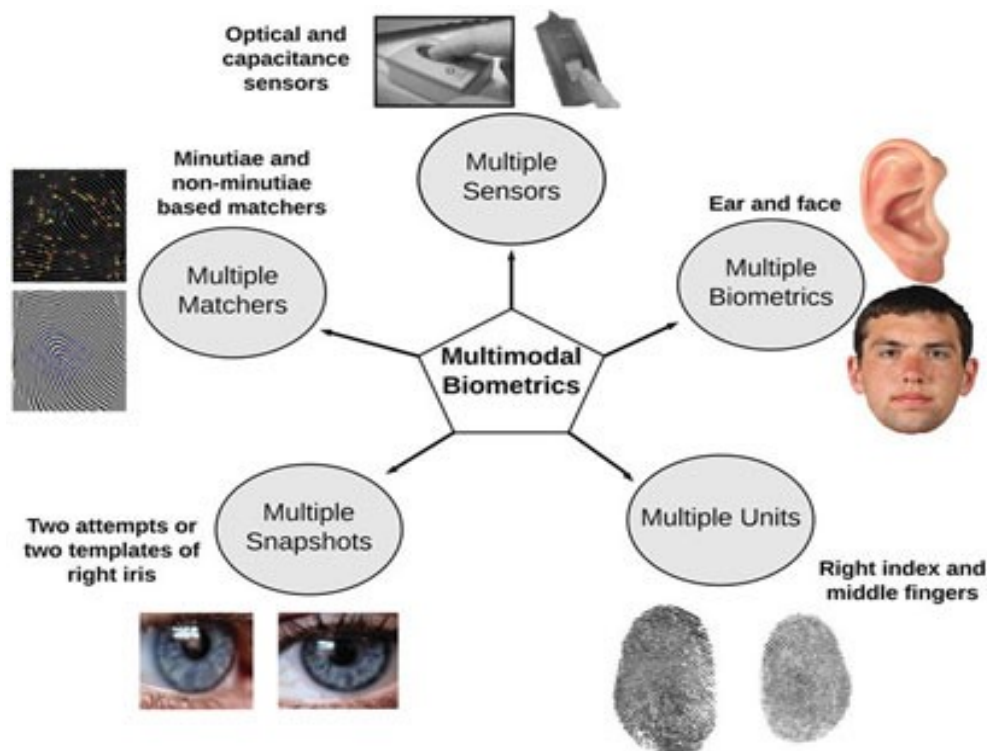 Optical and
capacitance
sensors
Multiple
Sensors
Minutiae and
non-minutiae
based matchers
Multiple
Matchers
Ear and face
Multiple
Biometrics
Multimodal
Biometrics
Two attempts or
two templates of
right iris
Multiple
Snapshots
Multiple Units
Right index and
middle fingers